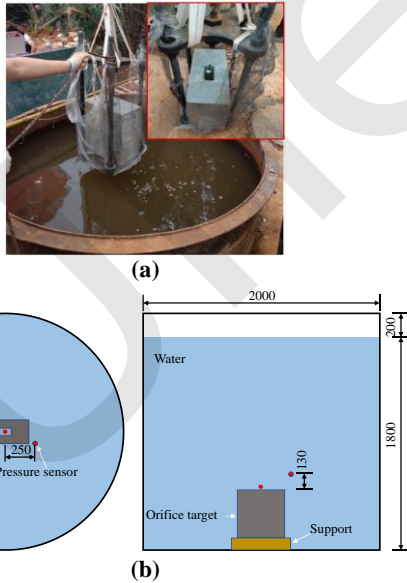 (a)
2000
200
Water
1800
250
130
Pressure sensor
Orifice target
Support
(b)